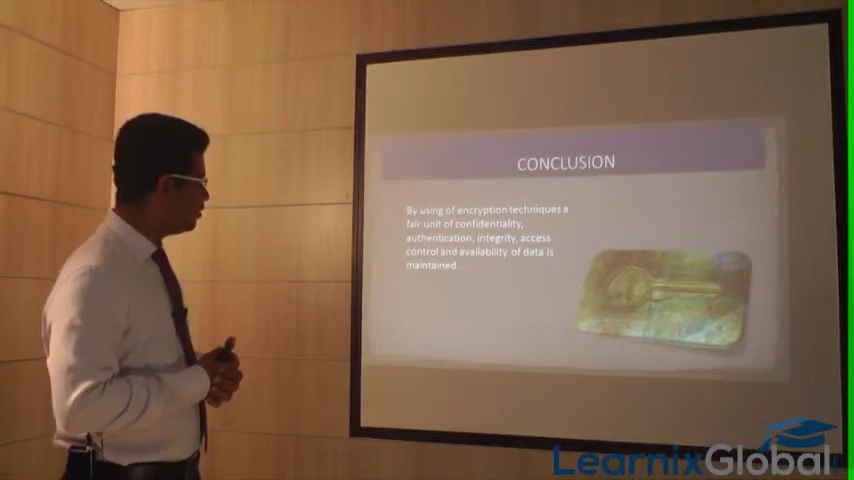 CONCLUSION
By using of encryption techniques a
fair unit of confidentiality,
authentication, integrity, access
control and availability of data is
maintained
LearnixGlobal